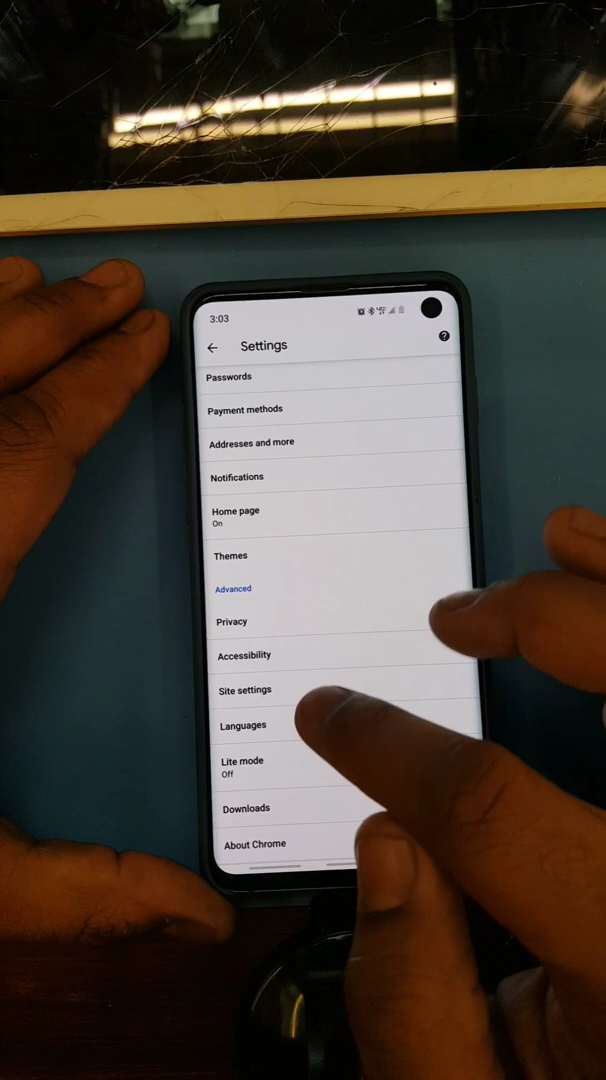 3:03
Settings
Passwords
Payment methods
Addresses and more
Notifications
Home page
On
Themes
Advanced
Privacy
Accessibility
Site settings
Languages
Lite mode
Off
Downloads
About Chrome